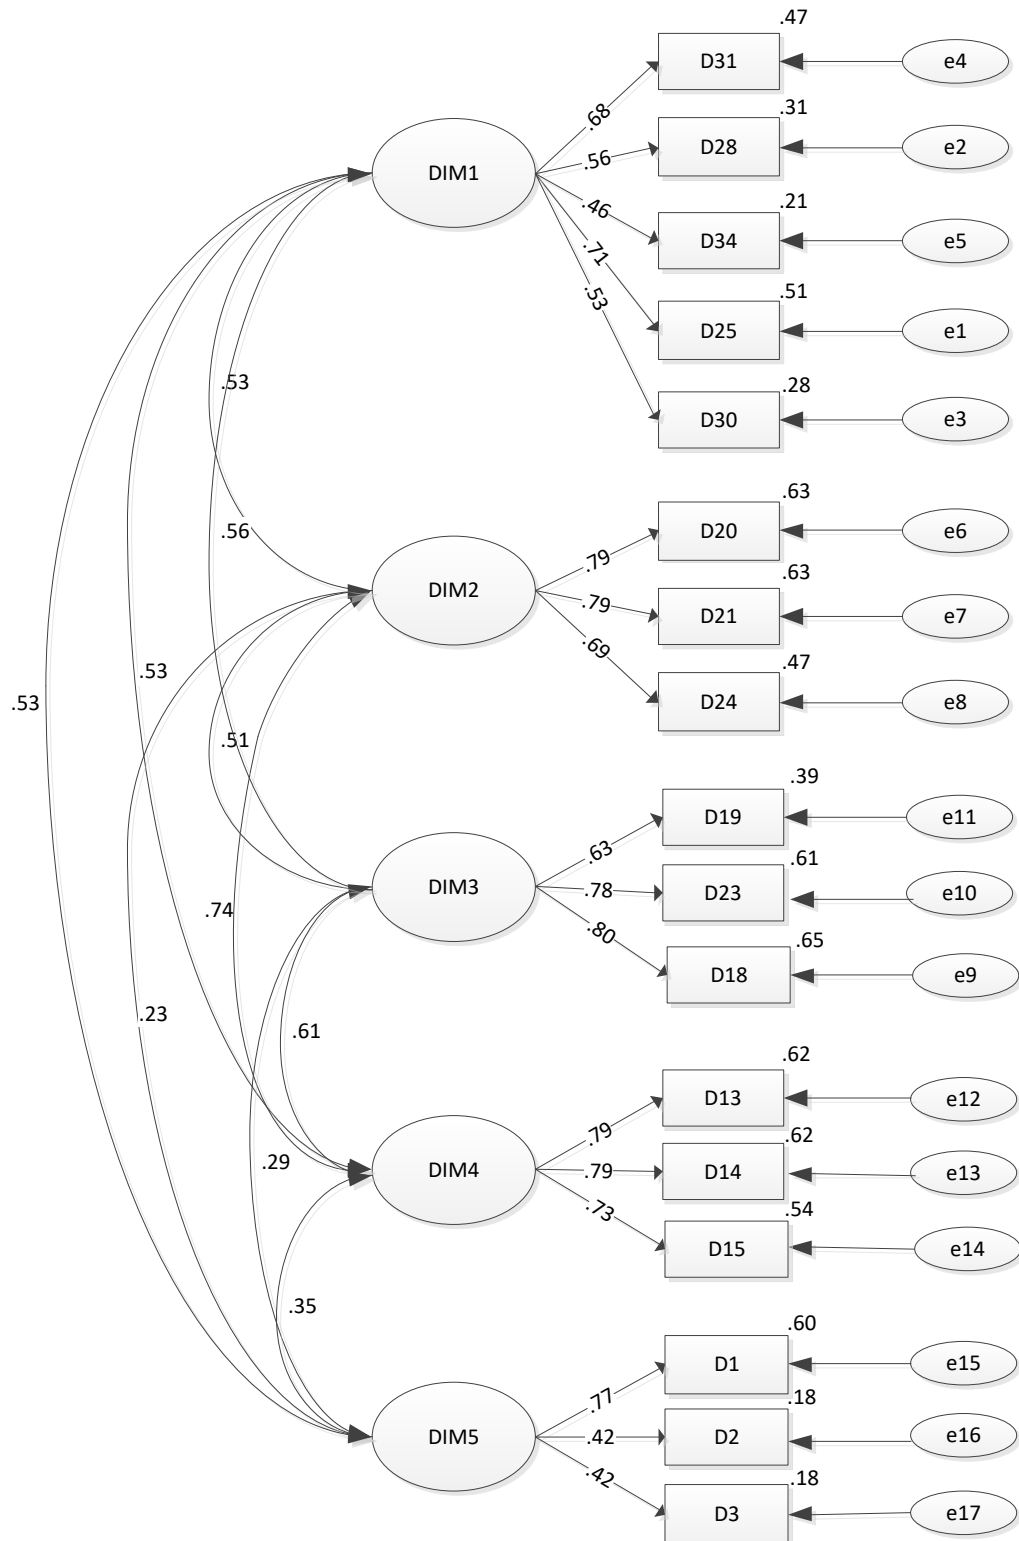 .47
D31
e4
.68
.31
DIM1
.56
D28
e2
.46
.21
D34
e5
.71
.51
D25
e1
.53
.28
D30
e3
.53
.63
D20
e6
.56
.79
.63
DIM2
.79
D21
e7
.69
.47
D24
e8
.53
.53
.51
.39
D19
e11
.63
.61
DIM3
.78
D23
e10
.74
.80
.65
D18
e9
.23
.61
.62
D13
e12
.79
.62
.29
DIM4
.79
D14
e13
.73
.54
D15
e14
.35
.60
D1
e15
.77
.18
DIM5
.42
D2
e16
.42
.18
D3
e17